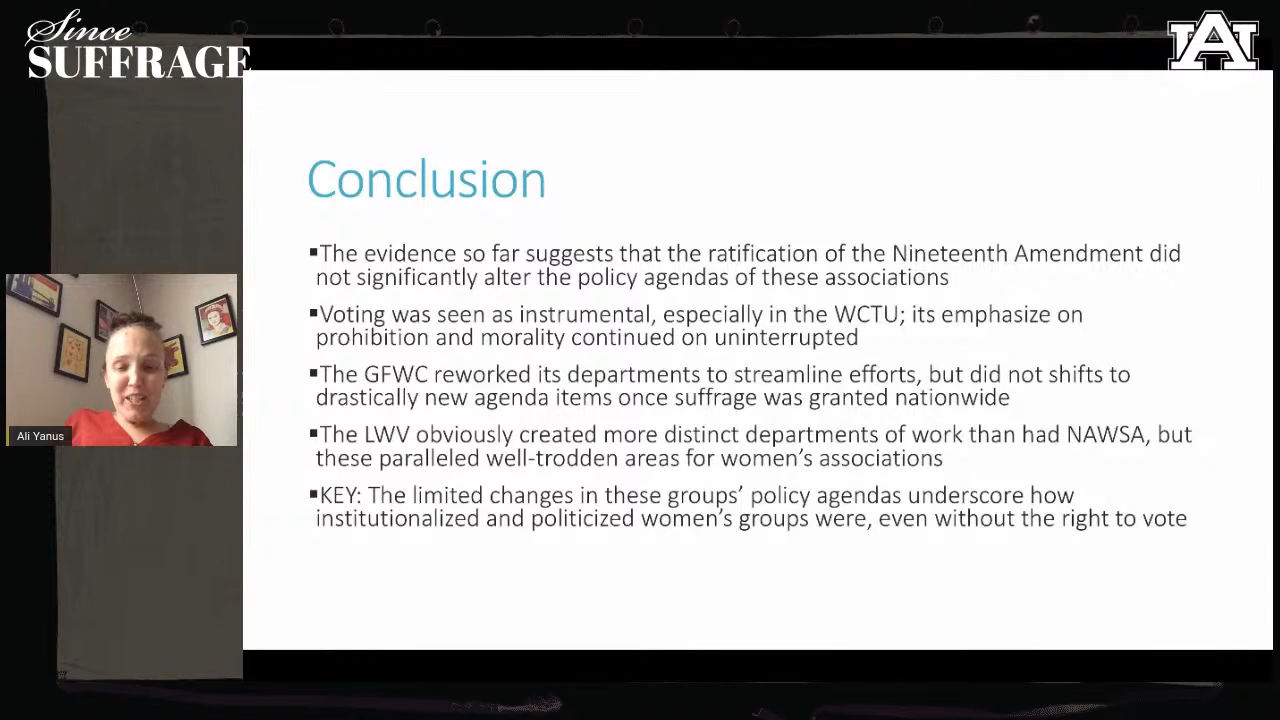 Since
SUFFRAGE
Conclusion
▪The evidence so far suggests that the ratification of the Nineteenth Amendment did
not significantly alter the policy agendas of these associations
▪Voting was seen as instrumental, especially in the WCTU; its emphasize on
prohibition and morality continued on uninterrupted
▪The GFWC reworked its departments to streamline efforts, but did not shifts to
drastically new agenda items once suffrage was granted nationwide
▪The LWV obviously created more distinct departments of work than had NAWSA, but
these paralleled well-trodden areas for women's associations
▪KEY: The limited changes in these groups' policy agendas underscore how
institutionalized and politicized women's groups were, even without the right to vote
Ali Yanus